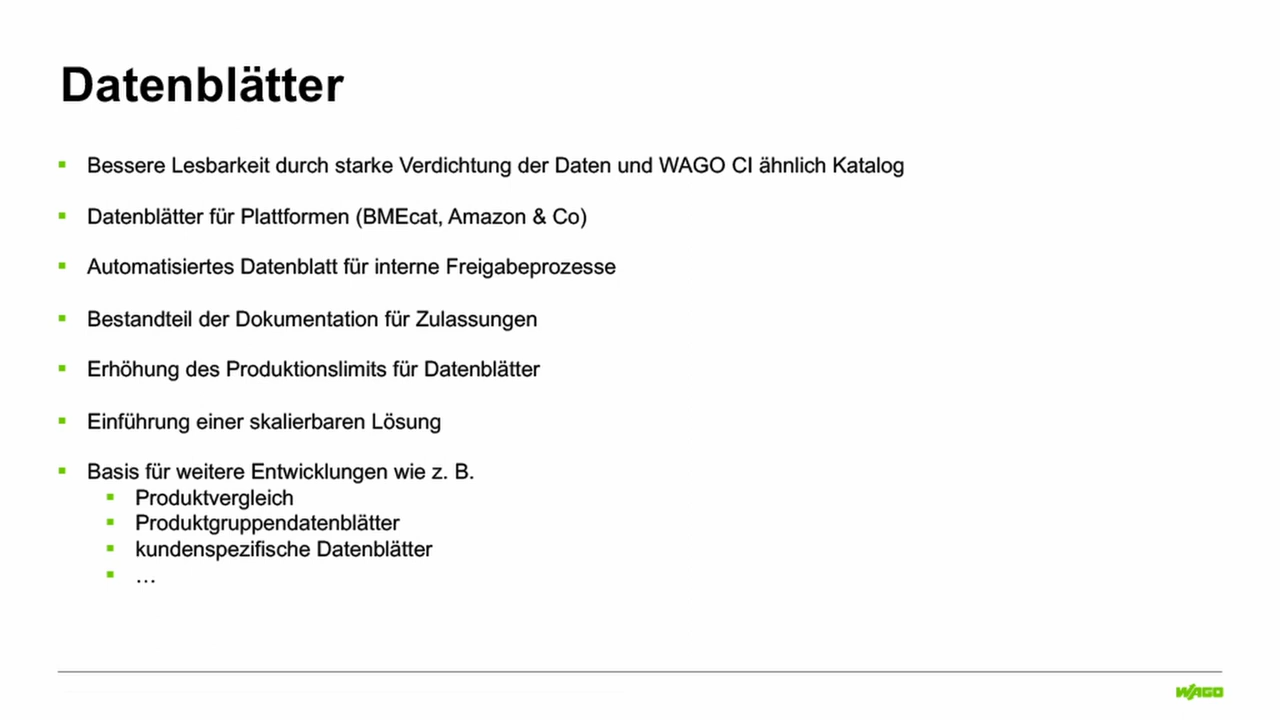 Datenblätter
Bessere Lesbarkeit durch starke Verdichtung der Daten und WAGO CI ähnlich Katalog
Datenblätter für Plattformen (BMEcat, Amazon & Co)
Automatisiertes Datenblatt für interne Freigabeprozesse
Bestandteil der Dokumentation für Zulassungen
Erhöhung des Produktionslimits für Datenblätter
Einführung einer skalierbaren Lösung
Basis für weitere Entwicklungen wie z. B.
Produktvergleich
Produktgruppendatenblätter
kundenspezifische Datenblätter
…
WAGO